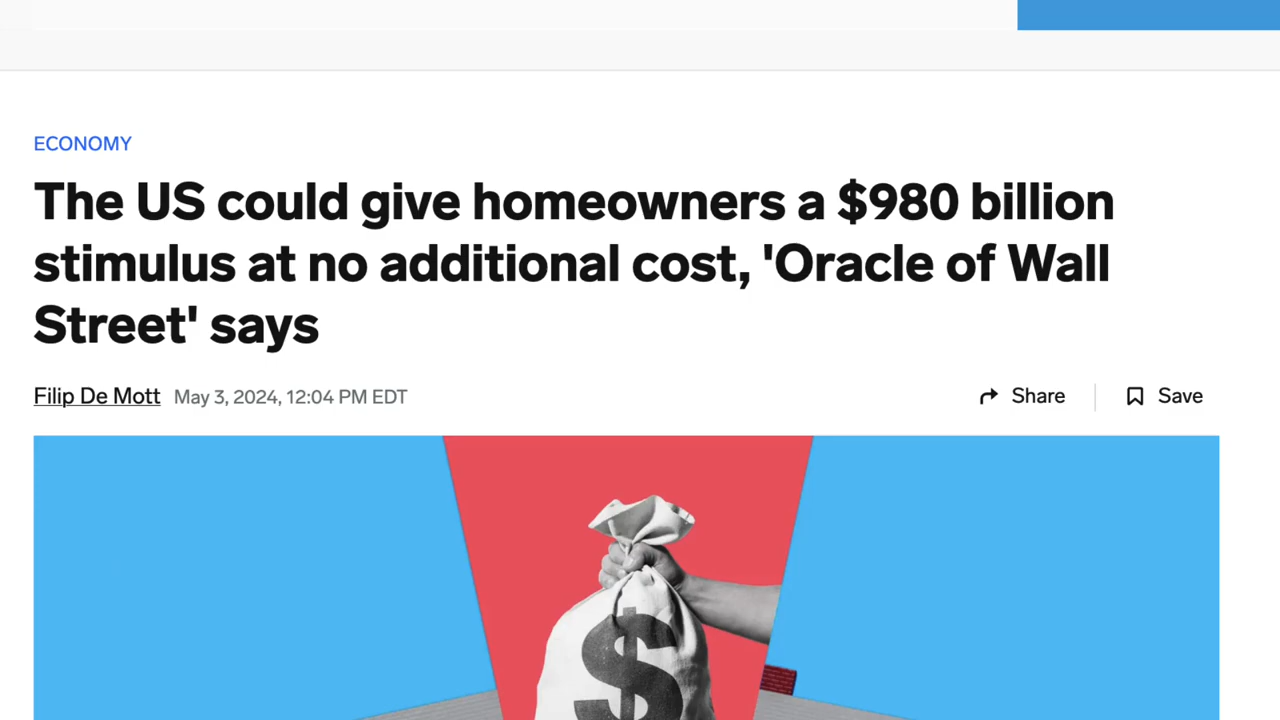 ECONOMY
The US could give homeowners a $980 billion
stimulus at no additional cost, 'Oracle of Wall
Street' says
Filip De Mott May 3, 2024, 12:04 PM EDT Share Save
$